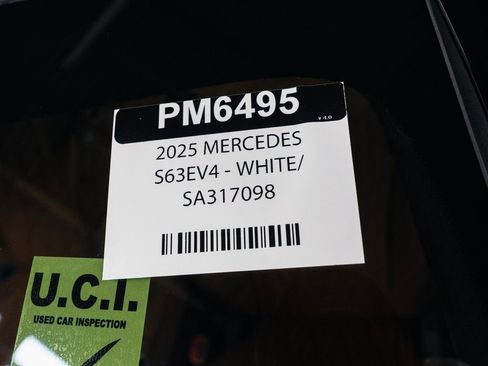 PM6495
v 4.0
2025 MERCEDES
S63EV4 - WHITE/
SA317098
U.C.I.
USED CAR INSPECTION